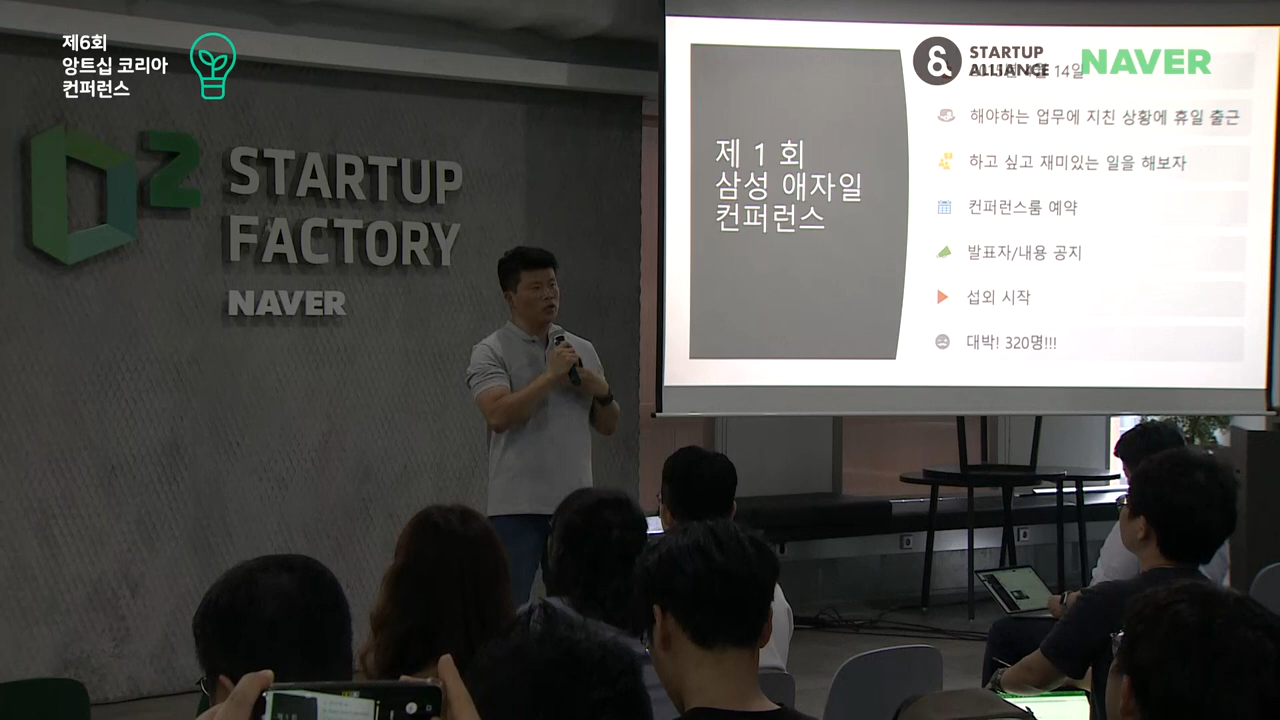 제6회
앙트십 코리아
컨퍼런스
2 STARTUP
FACTORY
NAVER
STARTUP
ALLIANCE
NAVER
14일
제 1 회
삼성 애자일
컨퍼런스
해야하는 업무에 지친 상황에 휴일 출근
하고 싶고 재미있는 일을 해보자
컨퍼런스룸 예약
발표자/내용 공지
섭외 시작
대박! 320명!!!